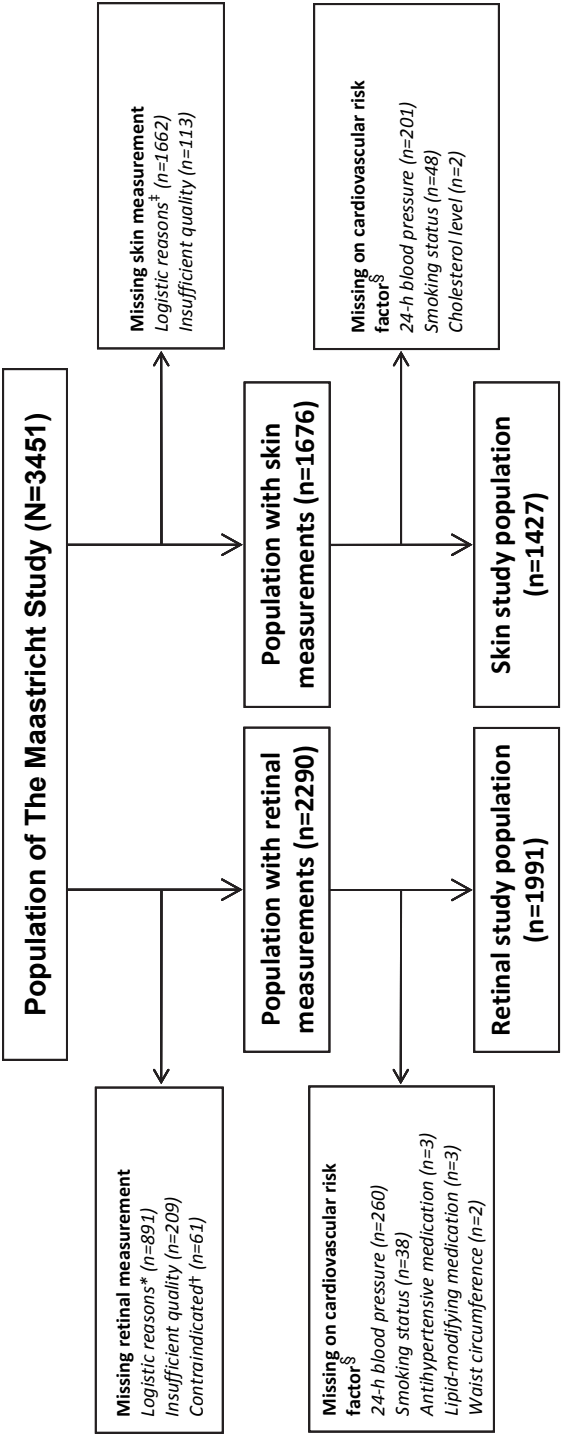 Population of The Maastricht Study (N=3451)
Missing retinal measurement
Logistic reasons* (n=891)
Insufficient quality (n=209)
Contraindicated† (n=61)
Missing skin measurement
Logistic reasons‡ (n=1662)
Insufficient quality (n=113)
Population with retinal
measurements (n=2290)
Population with skin
measurements (n=1676)
Missing on cardiovascular risk
factor§
24-h blood pressure (n=260)
Smoking status (n=38)
Antihypertensive medication (n=3)
Lipid-modifying medication (n=3)
Waist circumference (n=2)
Missing on cardiovascular risk
factor§
24-h blood pressure (n=201)
Smoking status (n=48)
Cholesterol level (n=2)
Retinal study population
(n=1991)
Skin study population
(n=1427)